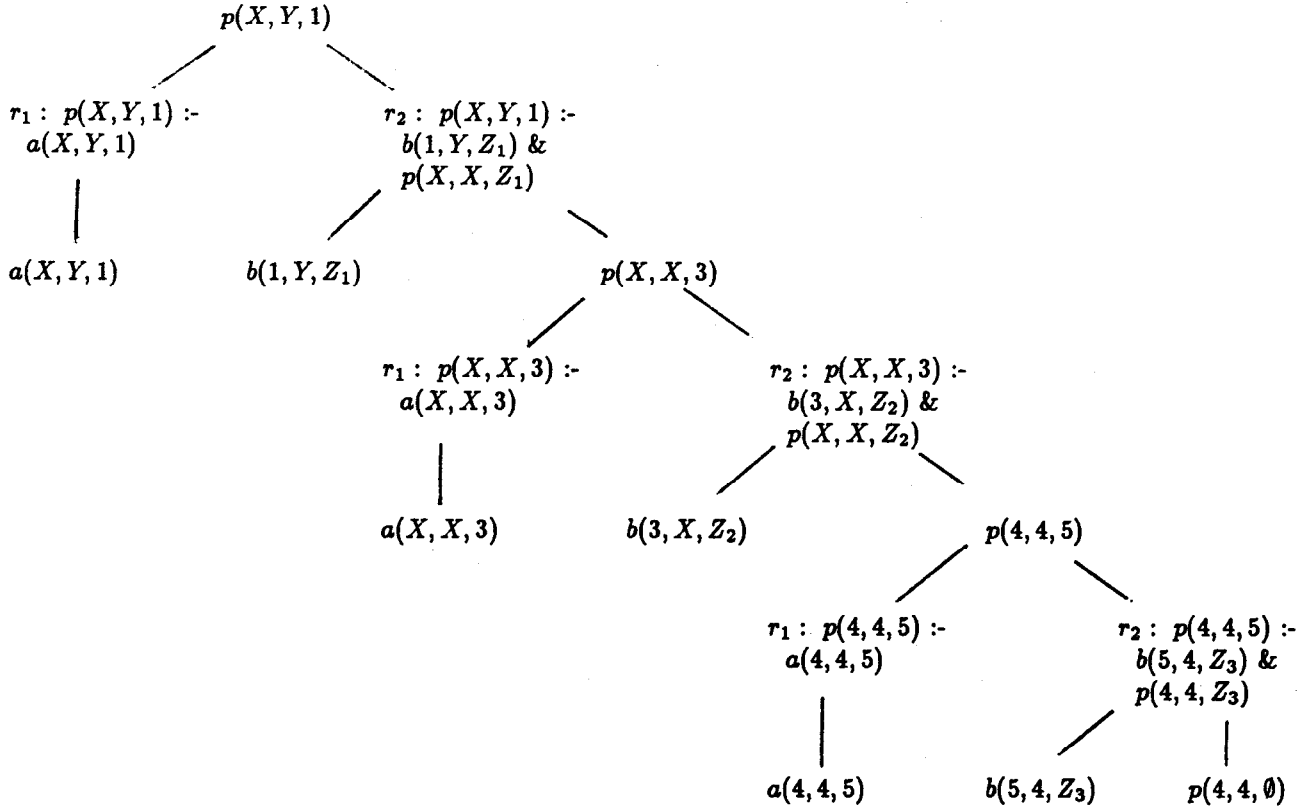 p(X, Y, 1)
r₁ : p(X, Y, 1) :-
a(X, Y, 1)
r₂ : p(X, Y, 1) :-
b(1, Y, Z₁) &
p(X, X, Z₁)
a(X, Y, 1)
b(1, Y, Z₁)
p(X, X, 3)
r₁ : p(X, X, 3) :-
a(X, X, 3)
r₂ : p(X, X, 3) :-
b(3, X, Z₂) &
p(X, X, Z₂)
a(X, X, 3)
b(3, X, Z₂)
p(4, 4, 5)
r₁ : p(4, 4, 5) :-
a(4, 4, 5)
r₂ : p(4, 4, 5) :-
b(5, 4, Z₃) &
p(4, 4, Z₃)
a(4, 4, 5)
b(5, 4, Z₃)
p(4, 4, ∅)